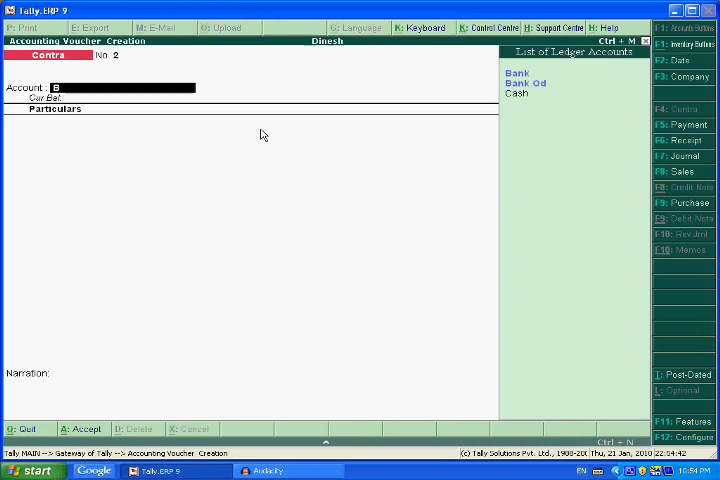 Tally.ERP 9
P: Print E: Export M: E-Mail O: Upload G: Language K: Keyboard K: Control Centre H: Support Centre H: Help
F1: Accounts Buttons
Accounting Voucher Creation Dinesh Ctrl + M
F1: Inventory Buttons
Contra No. 2
List of Ledger Accounts
F2: Date
Bank
F3: Company
Bank Od
Account : B
Cash
Cur Bal:
Particulars
F4: Contra
F5: Payment
F6: Receipt
F7: Journal
F8: Sales
F8: Credit Note
F9: Purchase
F9: Debit Note
F10: Rev Jrnl
F10: Memos
Narration:
T: Post-Dated
L: Optional
F11: Features
Q: Quit A: Accept D: Delete X: Cancel
F12: Configure
Ctrl + N
Tally MAIN --> Gateway of Tally --> Accounting Voucher Creation (c) Tally Solutions Pvt. Ltd., 1988-200 Thu, 21 Jan, 2010 22:54:42
start Google Tally.ERP 9 Audacity EN 10:54 PM